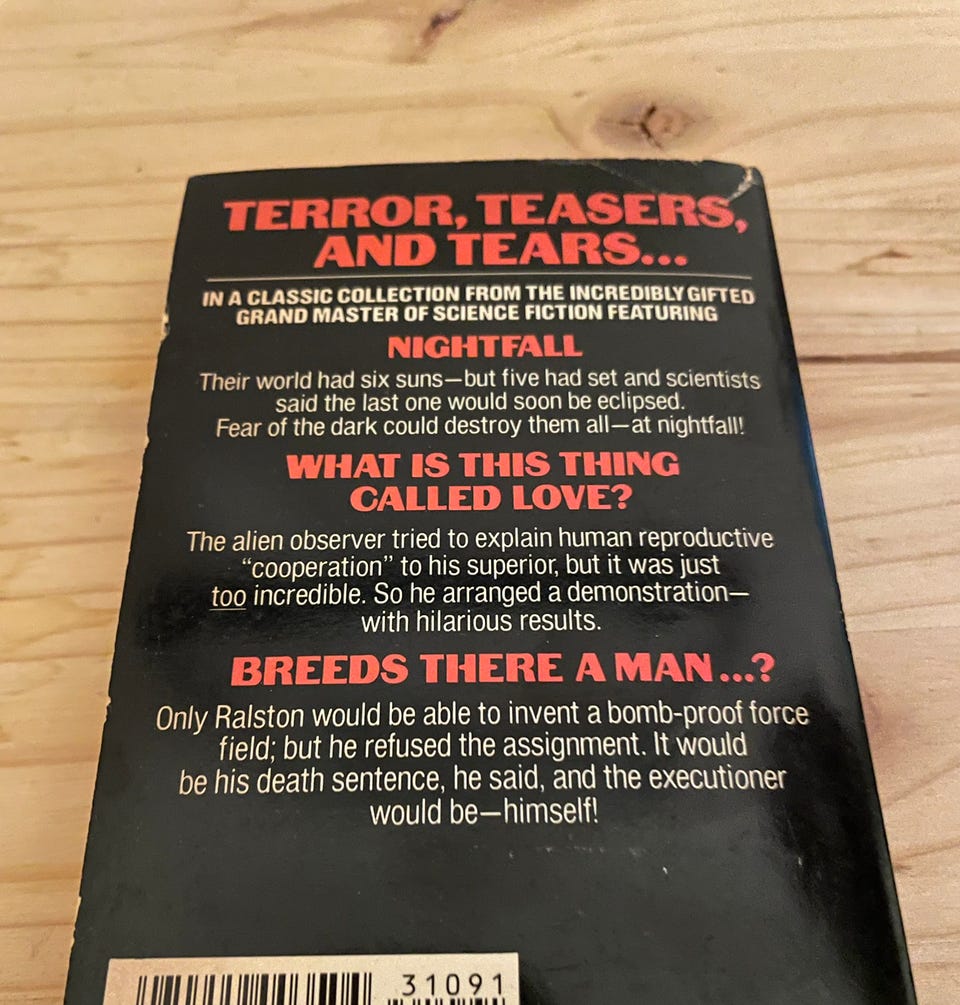 TERROR, TEASERS,
AND TEARS...
IN A CLASSIC COLLECTION FROM THE INCREDIBLY GIFTED
GRAND MASTER OF SCIENCE FICTION FEATURING
NIGHTFALL
Their world had six suns—but five had set and scientists
said the last one would soon be eclipsed.
Fear of the dark could destroy them all—at nightfall!
WHAT IS THIS THING
CALLED LOVE?
The alien observer tried to explain human reproductive
“cooperation” to his superior, but it was just
too incredible. So he arranged a demonstration—
with hilarious results.
BREEDS THERE A MAN...?
Only Ralston would be able to invent a bomb-proof force
field; but he refused the assignment. It would
be his death sentence, he said, and the executioner
would be—himself!
31091